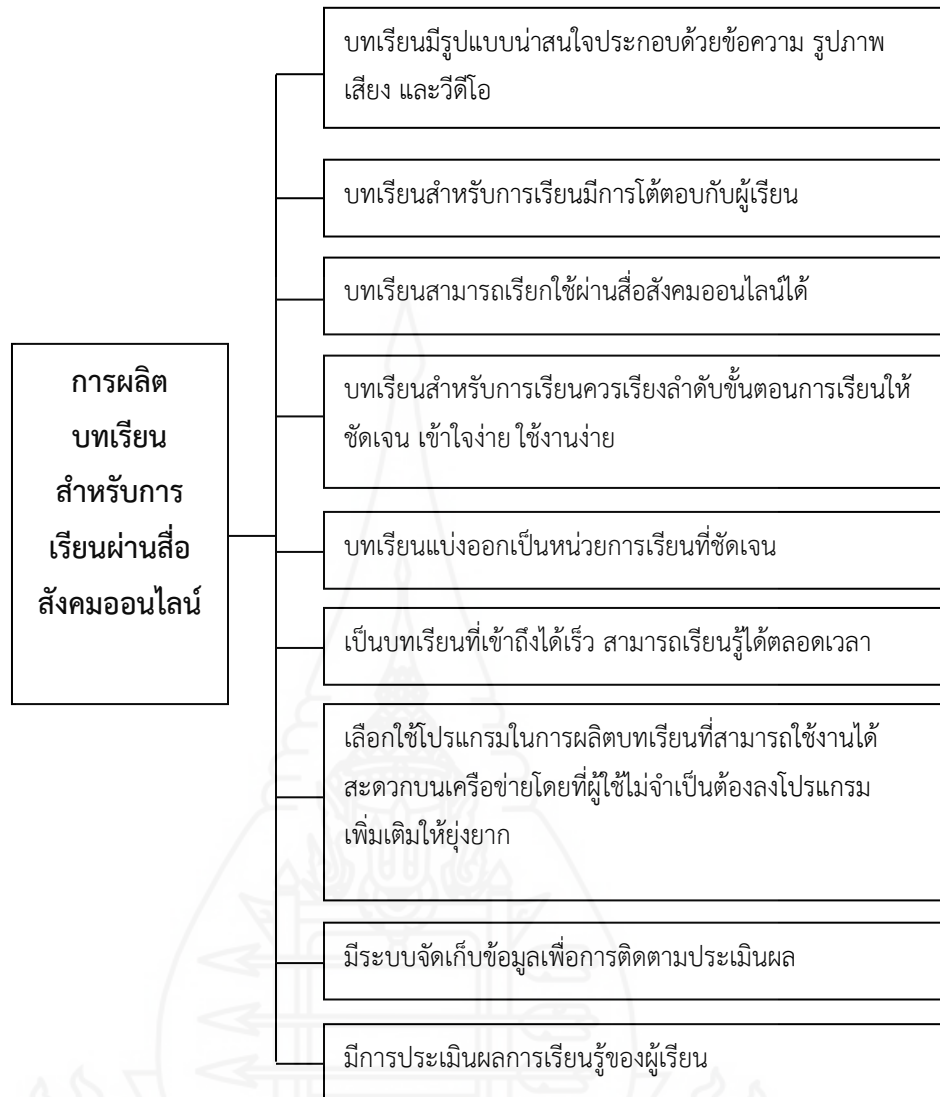 บทเรียนมีรูปแบบน่าสนใจประกอบด้วยข้อความ รูปภาพ
เสียง และวีดีโอ
บทเรียนสำหรับการเรียนมีการโต้ตอบกับผู้เรียน
บทเรียนสามารถเรียกใช้ผ่านสื่อสังคมออนไลน์ได้
การผลิต
บทเรียน
สำหรับการ
เรียนผ่านสื่อ
สังคมออนไลน์
บทเรียนสำหรับการเรียนควรเรียงลำดับขั้นตอนการเรียนให้
ชัดเจน เข้าใจง่าย ใช้งานง่าย
บทเรียนแบ่งออกเป็นหน่วยการเรียนที่ชัดเจน
เป็นบทเรียนที่เข้าถึงได้เร็ว สามารถเรียนรู้ได้ตลอดเวลา
เลือกใช้โปรแกรมในการผลิตบทเรียนที่สามารถใช้งานได้
สะดวกบนเครือข่ายโดยที่ผู้ใช้ไม่จำเป็นต้องลงโปรแกรม
เพิ่มเติมให้ยุ่งยาก
มีระบบจัดเก็บข้อมูลเพื่อการติดตามประเมินผล
มีการประเมินผลการเรียนรู้ของผู้เรียน